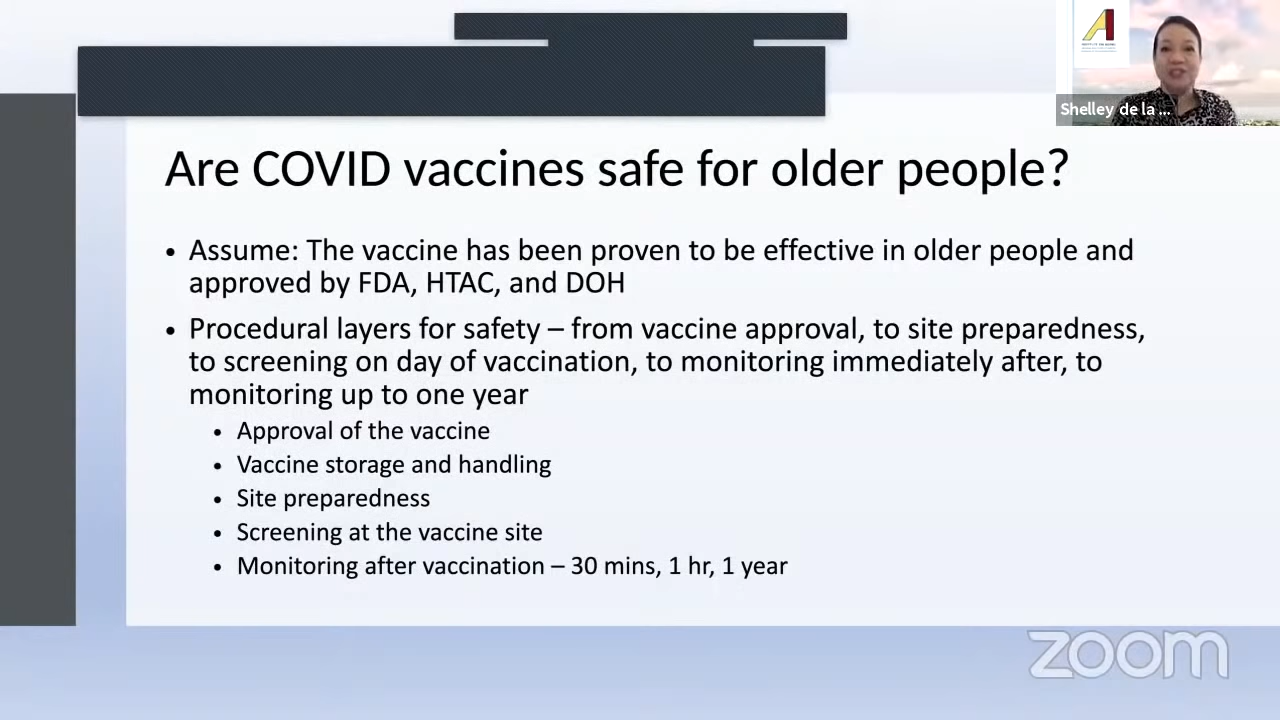 Shelley de la ...
Are COVID vaccines safe for older people?
• Assume: The vaccine has been proven to be effective in older people and
approved by FDA, HTAC, and DOH
• Procedural layers for safety – from vaccine approval, to site preparedness,
to screening on day of vaccination, to monitoring immediately after, to
monitoring up to one year
• Approval of the vaccine
• Vaccine storage and handling
• Site preparedness
• Screening at the vaccine site
• Monitoring after vaccination – 30 mins, 1 hr, 1 year
zoom